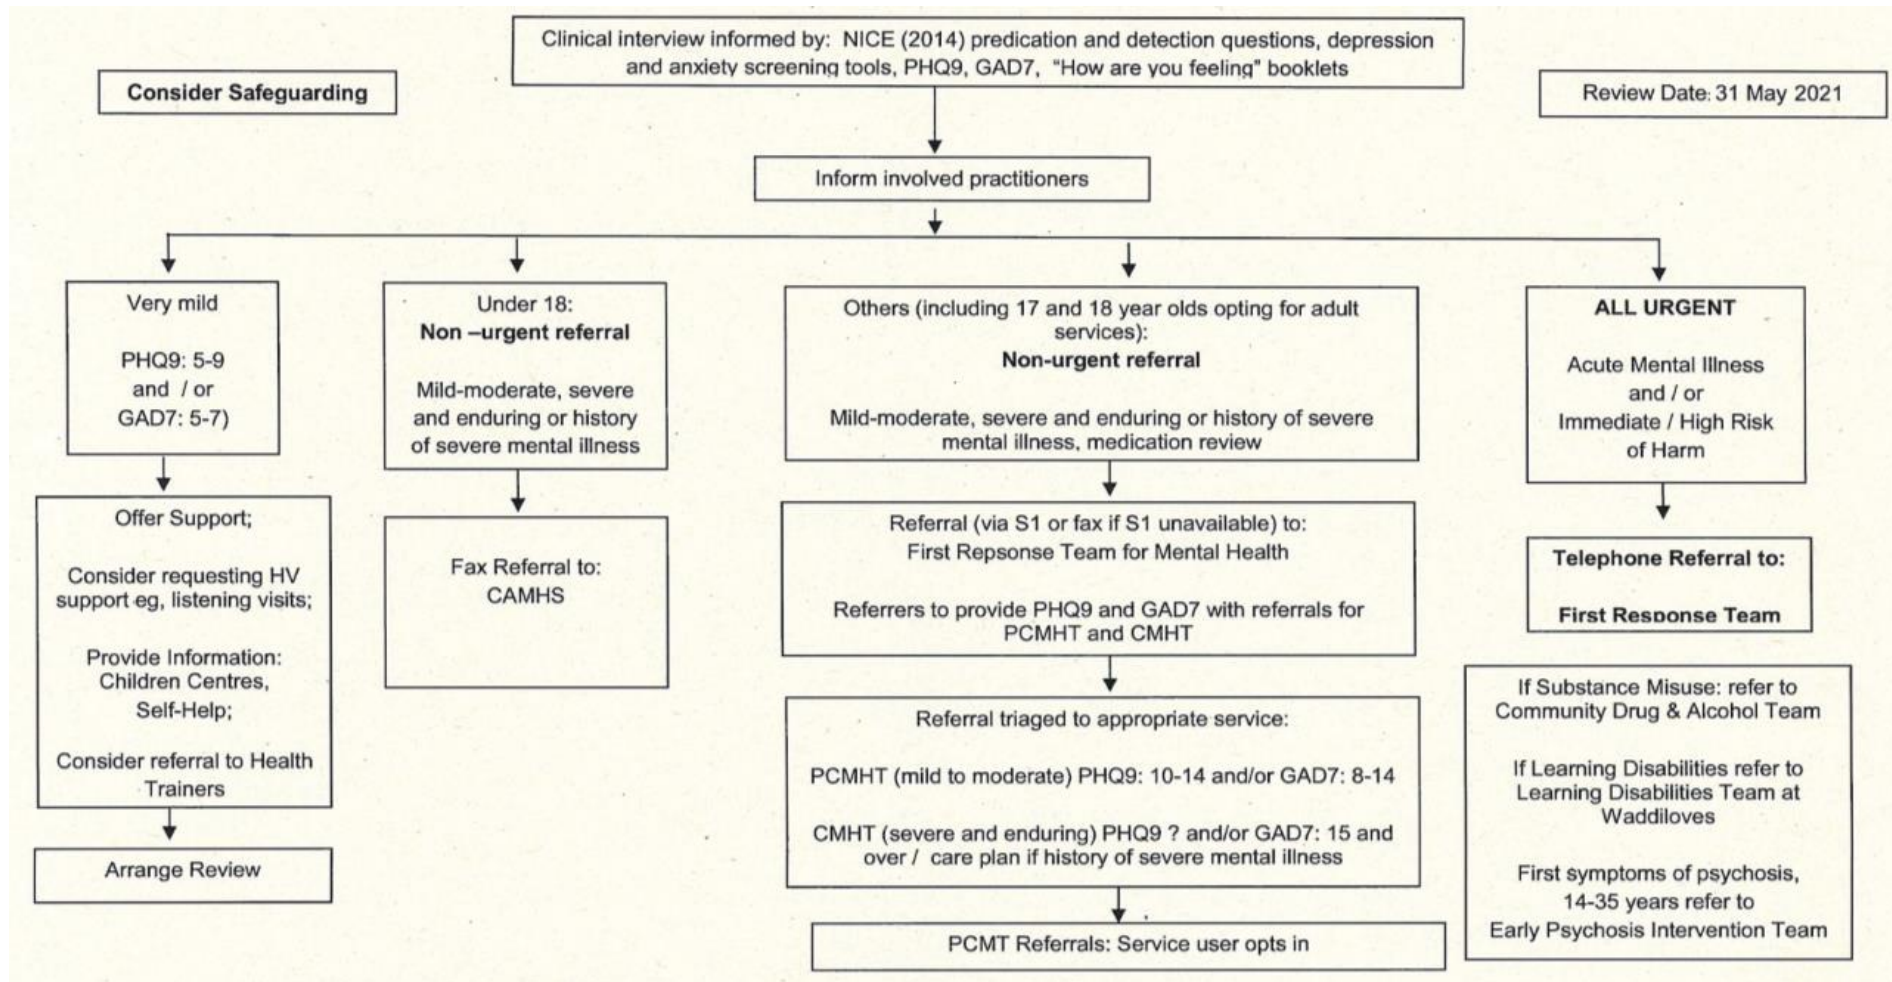 Clinical interview informed by: NICE (2014) predication and detection questions, depression
and anxiety screening tools, PHQ9, GAD7, “How are you feeling” booklets
Consider Safeguarding
Review Date: 31 May 2021
Inform involved practitioners
Very mild
PHQ9: 5-9
and / or
GAD7: 5-7)
Offer Support;
Consider requesting HV
support eg, listening visits;
Provide Information:
Children Centres,
Self-Help;
Consider referral to Health
Trainers
Arrange Review
Under 18:
Non –urgent referral
Mild-moderate, severe
and enduring or history
of severe mental illness
Fax Referral to:
CAMHS
Others (including 17 and 18 year olds opting for adult
services):
Non-urgent referral
Mild-moderate, severe and enduring or history of severe
mental illness, medication review
Referral (via S1 or fax if S1 unavailable) to:
First Repsonse Team for Mental Health
Referrers to provide PHQ9 and GAD7 with referrals for
PCMHT and CMHT
Referral triaged to appropriate service:
PCMHT (mild to moderate) PHQ9: 10-14 and/or GAD7: 8-14
CMHT (severe and enduring) PHQ9 ? and/or GAD7: 15 and
over / care plan if history of severe mental illness
PCMT Referrals: Service user opts in
ALL URGENT
Acute Mental Illness
and / or
Immediate / High Risk
of Harm
Telephone Referral to:
First Response Team
If Substance Misuse: refer to
Community Drug & Alcohol Team
If Learning Disabilities refer to
Learning Disabilities Team at
Waddiloves
First symptoms of psychosis,
14-35 years refer to
Early Psychosis Intervention Team